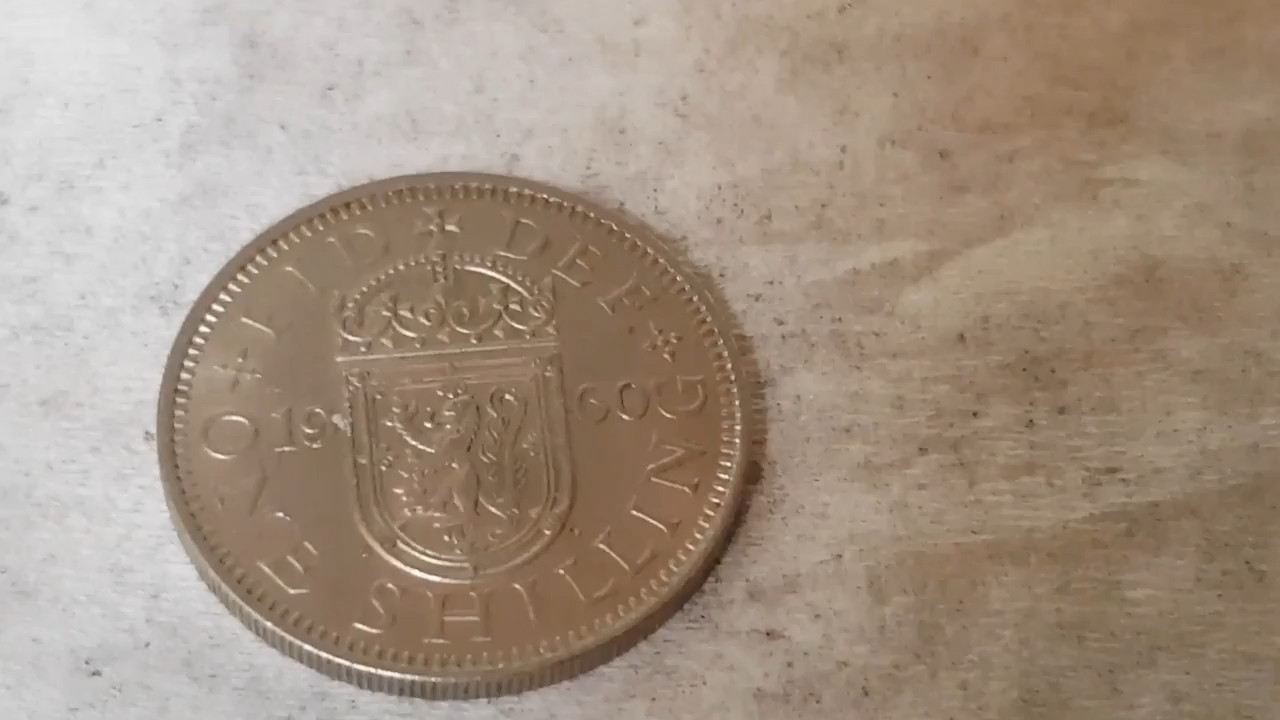 FID ✶ DEF ✶
19 60
ONE SHILLING ✶